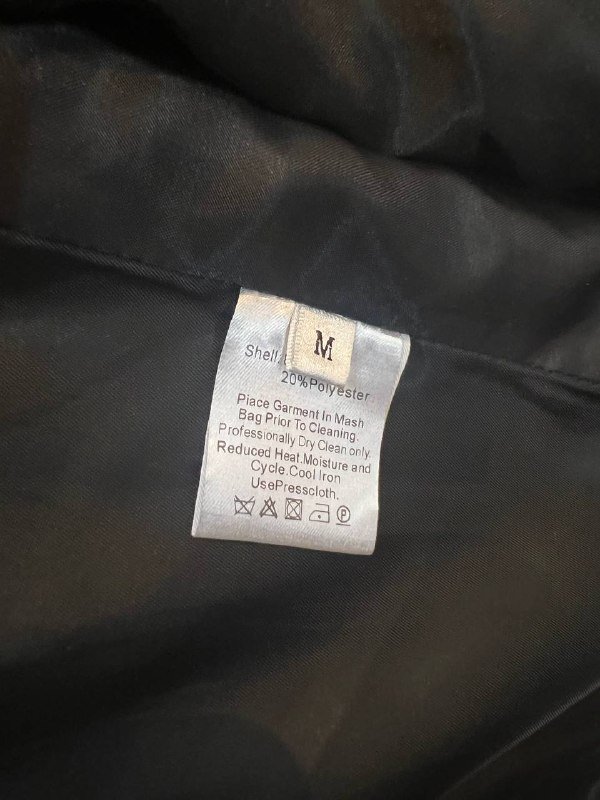 M
Shell:
20%Polyester
Piace Garment In Mash
Bag Prior To Cleaning.
Professionally Dry Clean only.
Reduced Heat.Moisture and
Cycle.Cool Iron
UsePresscloth.
P